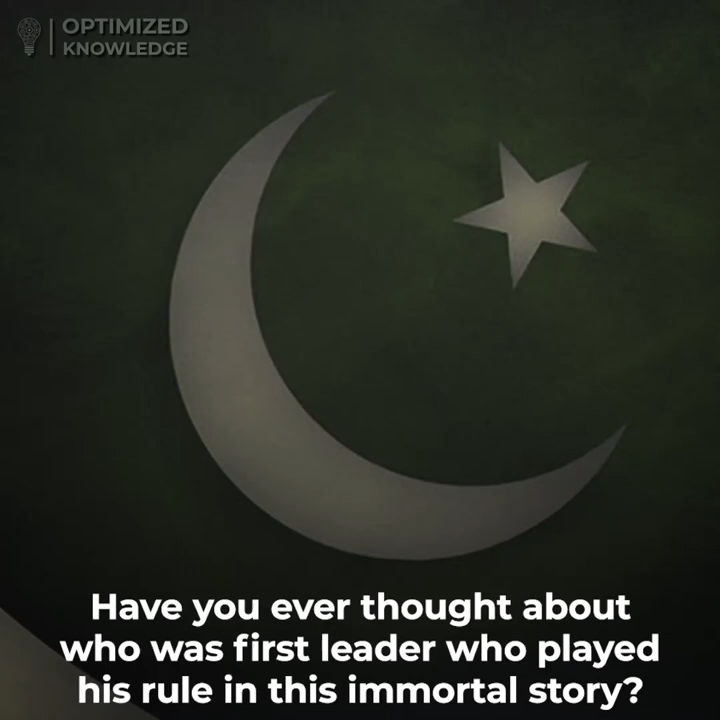 OPTIMIZED
KNOWLEDGE
Have you ever thought about
who was first leader who played
his rule in this immortal story?